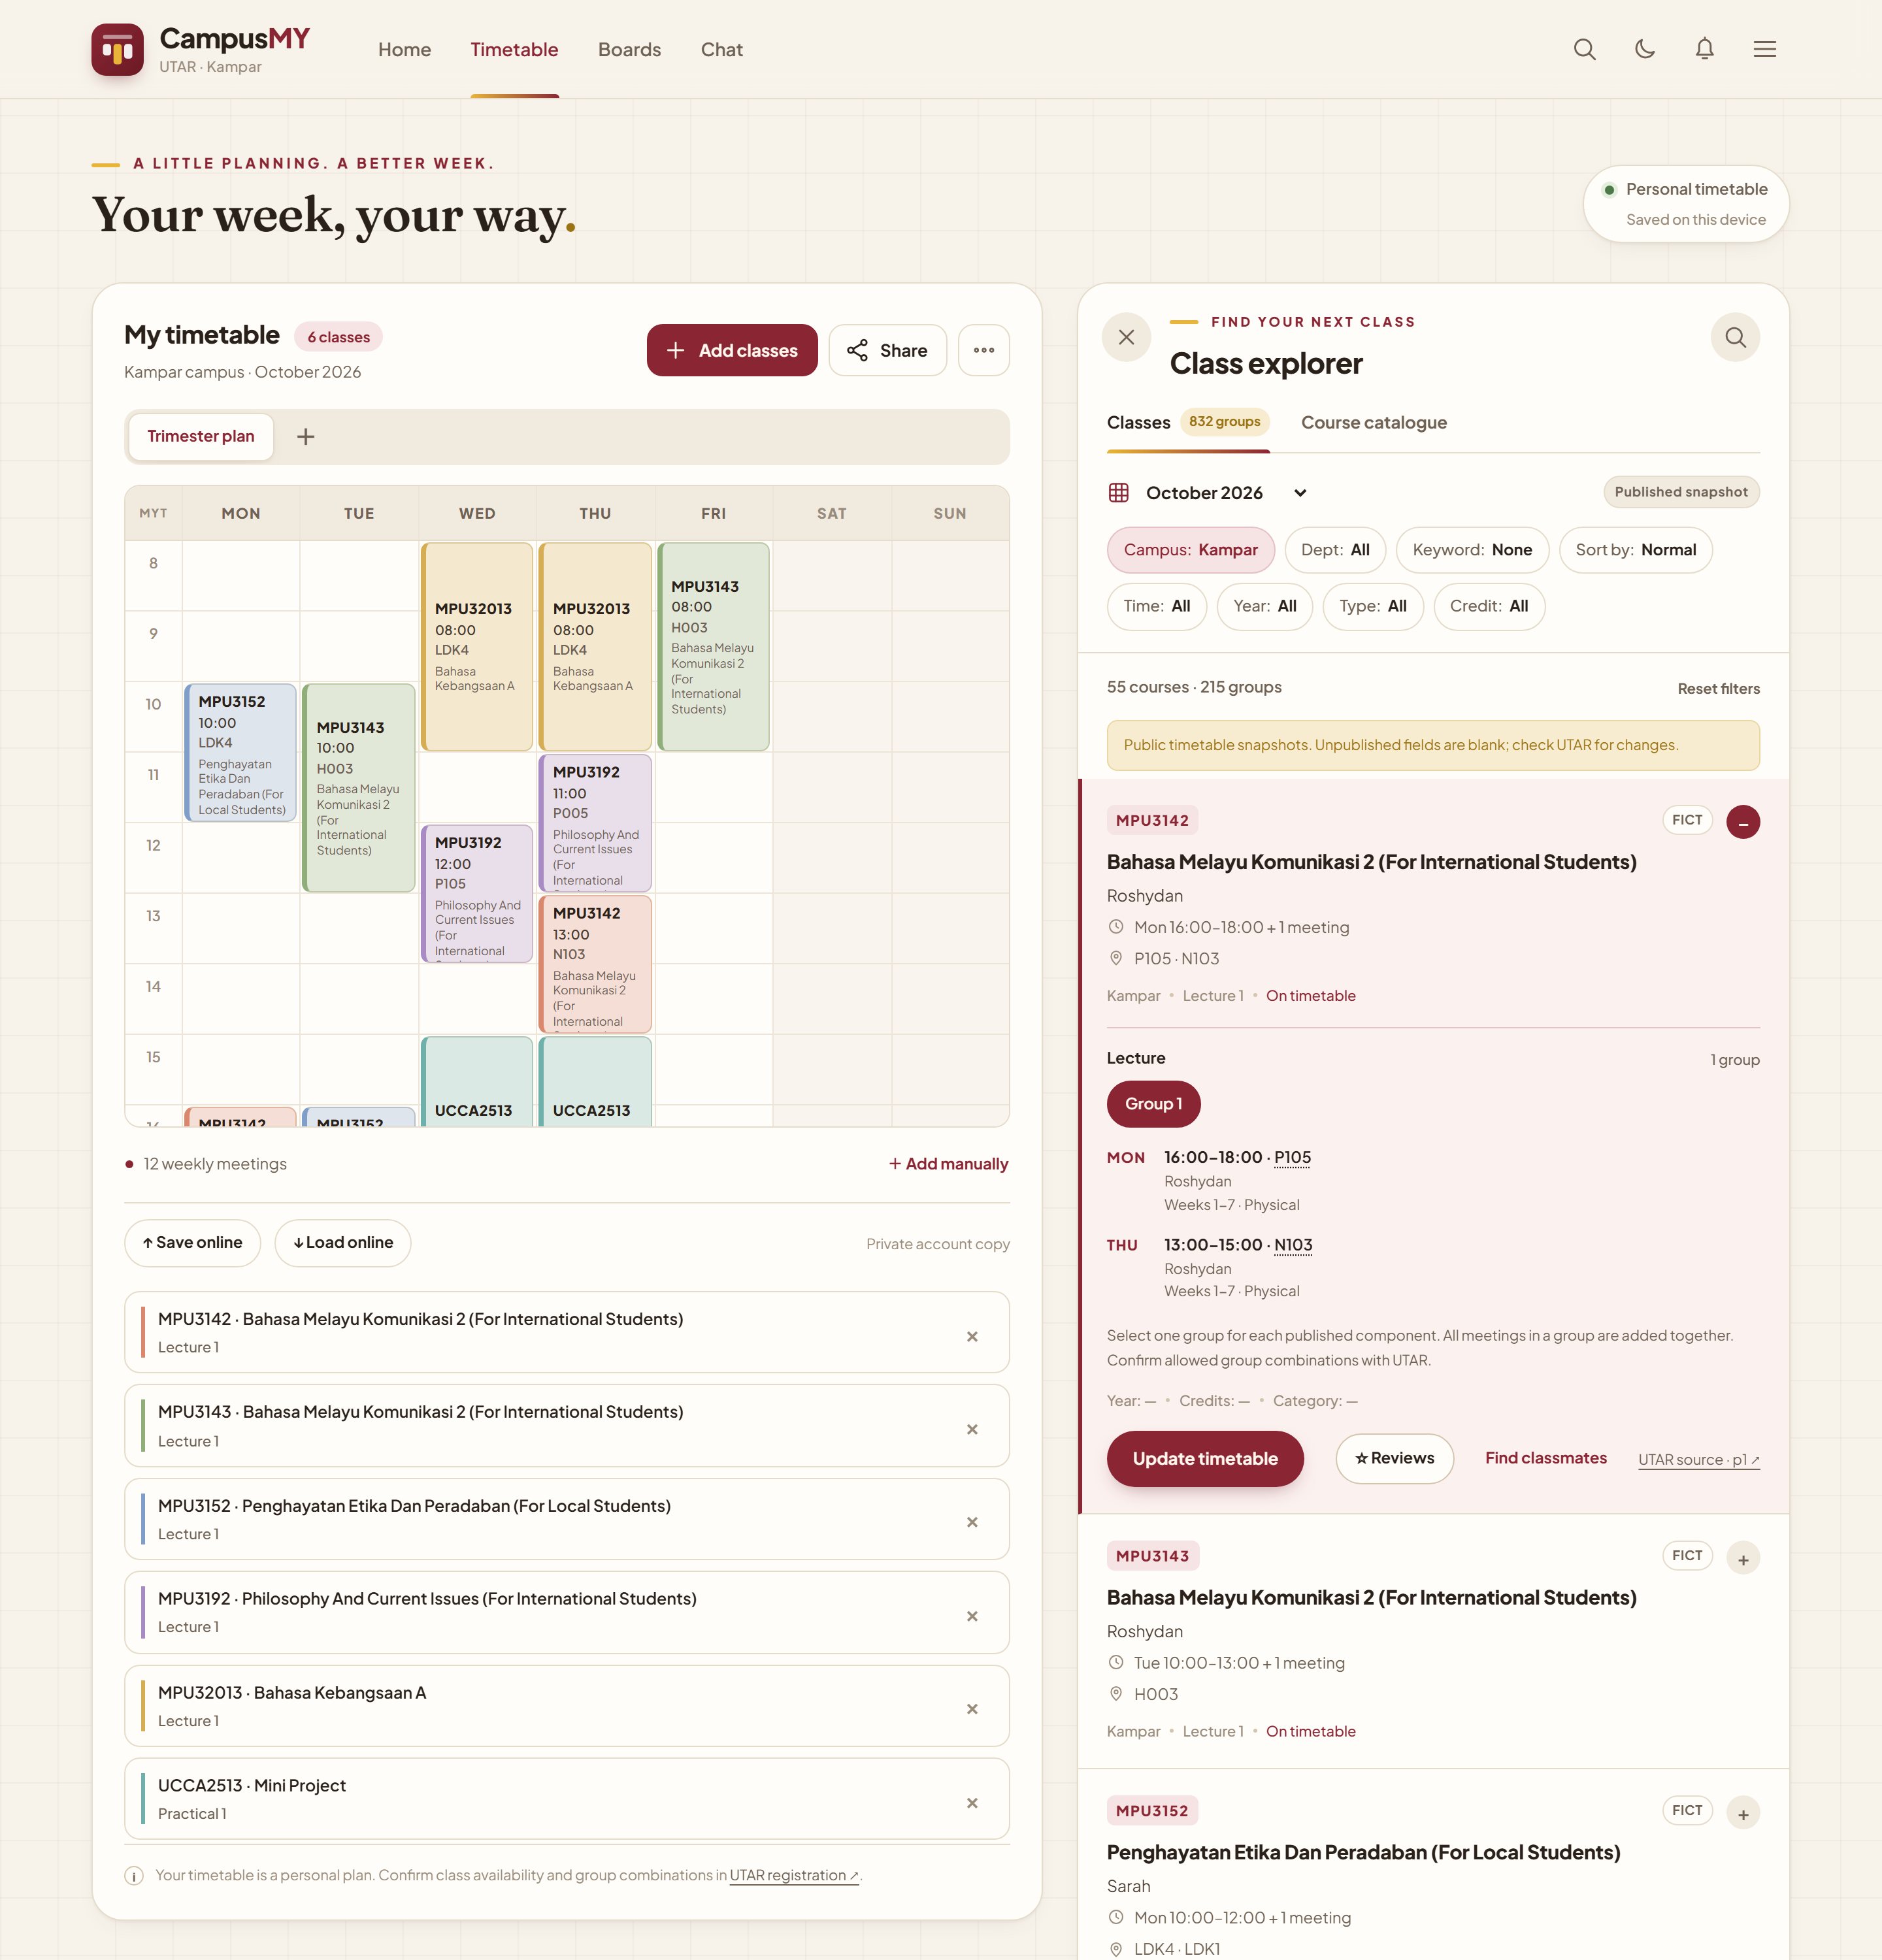 CampusMY
UTAR · Kampar
Home
Timetable
Boards
Chat
A LITTLE PLANNING. A BETTER WEEK.
Your week, your way.
Personal timetable
Saved on this device
My timetable
6 classes
Kampar campus · October 2026
Add classes
Share
Trimester plan
+
MYT MON TUE WED THU FRI SAT SUN
8
9
10
11
12
13
14
15
MPU3152
10:00
LDK4
Penghayatan
Etika Dan
Peradaban (For
Local Students)
MPU3142
MPU3143
10:00
H003
Bahasa Melayu
Komunikasi 2
(For
International
Students)
MPU3152
MPU32013
08:00
LDK4
Bahasa
Kebangsaan A
MPU3192
12:00
P105
Philosophy And
Current Issues
(For
International
UCCA2513
MPU32013
08:00
LDK4
Bahasa
Kebangsaan A
MPU3192
11:00
P005
Philosophy And
Current Issues
(For
International
MPU3142
13:00
N103
Bahasa Melayu
Komunikasi 2
(For
International
UCCA2513
MPU3143
08:00
H003
Bahasa Melayu
Komunikasi 2
(For
International
Students)
12 weekly meetings
+ Add manually
↑ Save online
↓ Load online
Private account copy
MPU3142 · Bahasa Melayu Komunikasi 2 (For International Students)
Lecture 1
×
MPU3143 · Bahasa Melayu Komunikasi 2 (For International Students)
Lecture 1
×
MPU3152 · Penghayatan Etika Dan Peradaban (For Local Students)
Lecture 1
×
MPU3192 · Philosophy And Current Issues (For International Students)
Lecture 1
×
MPU32013 · Bahasa Kebangsaan A
Lecture 1
×
UCCA2513 · Mini Project
Practical 1
×
Your timetable is a personal plan. Confirm class availability and group combinations in UTAR registration ↗.
FIND YOUR NEXT CLASS
Class explorer
Classes
832 groups
Course catalogue
October 2026
Published snapshot
Campus: Kampar
Dept: All
Keyword: None
Sort by: Normal
Time: All
Year: All
Type: All
Credit: All
55 courses · 215 groups
Reset filters
Public timetable snapshots. Unpublished fields are blank; check UTAR for changes.
MPU3142
FICT
−
Bahasa Melayu Komunikasi 2 (For International Students)
Roshydan
Mon 16:00–18:00 + 1 meeting
P105 · N103
Kampar • Lecture 1 • On timetable
Lecture
1 group
Group 1
MON 16:00–18:00 · P105
Roshydan
Weeks 1–7 · Physical
THU 13:00–15:00 · N103
Roshydan
Weeks 1–7 · Physical
Select one group for each published component. All meetings in a group are added together.
Confirm allowed group combinations with UTAR.
Year: — • Credits: — • Category: —
Update timetable
☆ Reviews
Find classmates
UTAR source · p1 ↗
MPU3143
FICT
+
Bahasa Melayu Komunikasi 2 (For International Students)
Roshydan
Tue 10:00–13:00 + 1 meeting
H003
Kampar • Lecture 1 • On timetable
MPU3152
FICT
+
Penghayatan Etika Dan Peradaban (For Local Students)
Sarah
Mon 10:00–12:00 + 1 meeting
LDK4 · LDK1